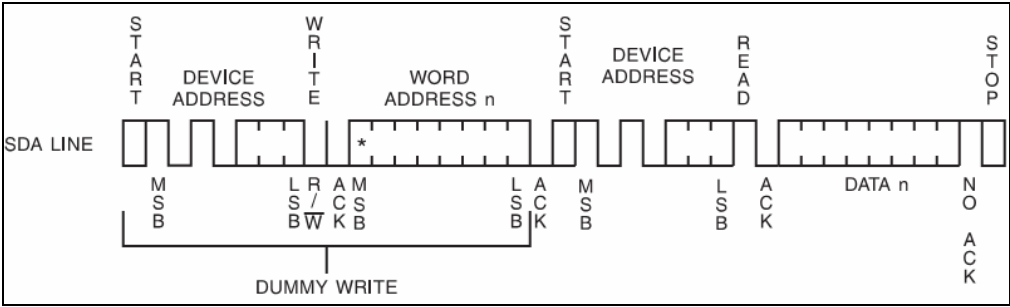 START
WRITE
START
READ
STOP
DEVICE
ADDRESS
WORD
ADDRESS n
DEVICE
ADDRESS
SDA LINE
*
MSB
LSB
R/W
ACK
MSB
LSB
ACK
MSB
LSB
ACK
DATA n
NO ACK
DUMMY WRITE